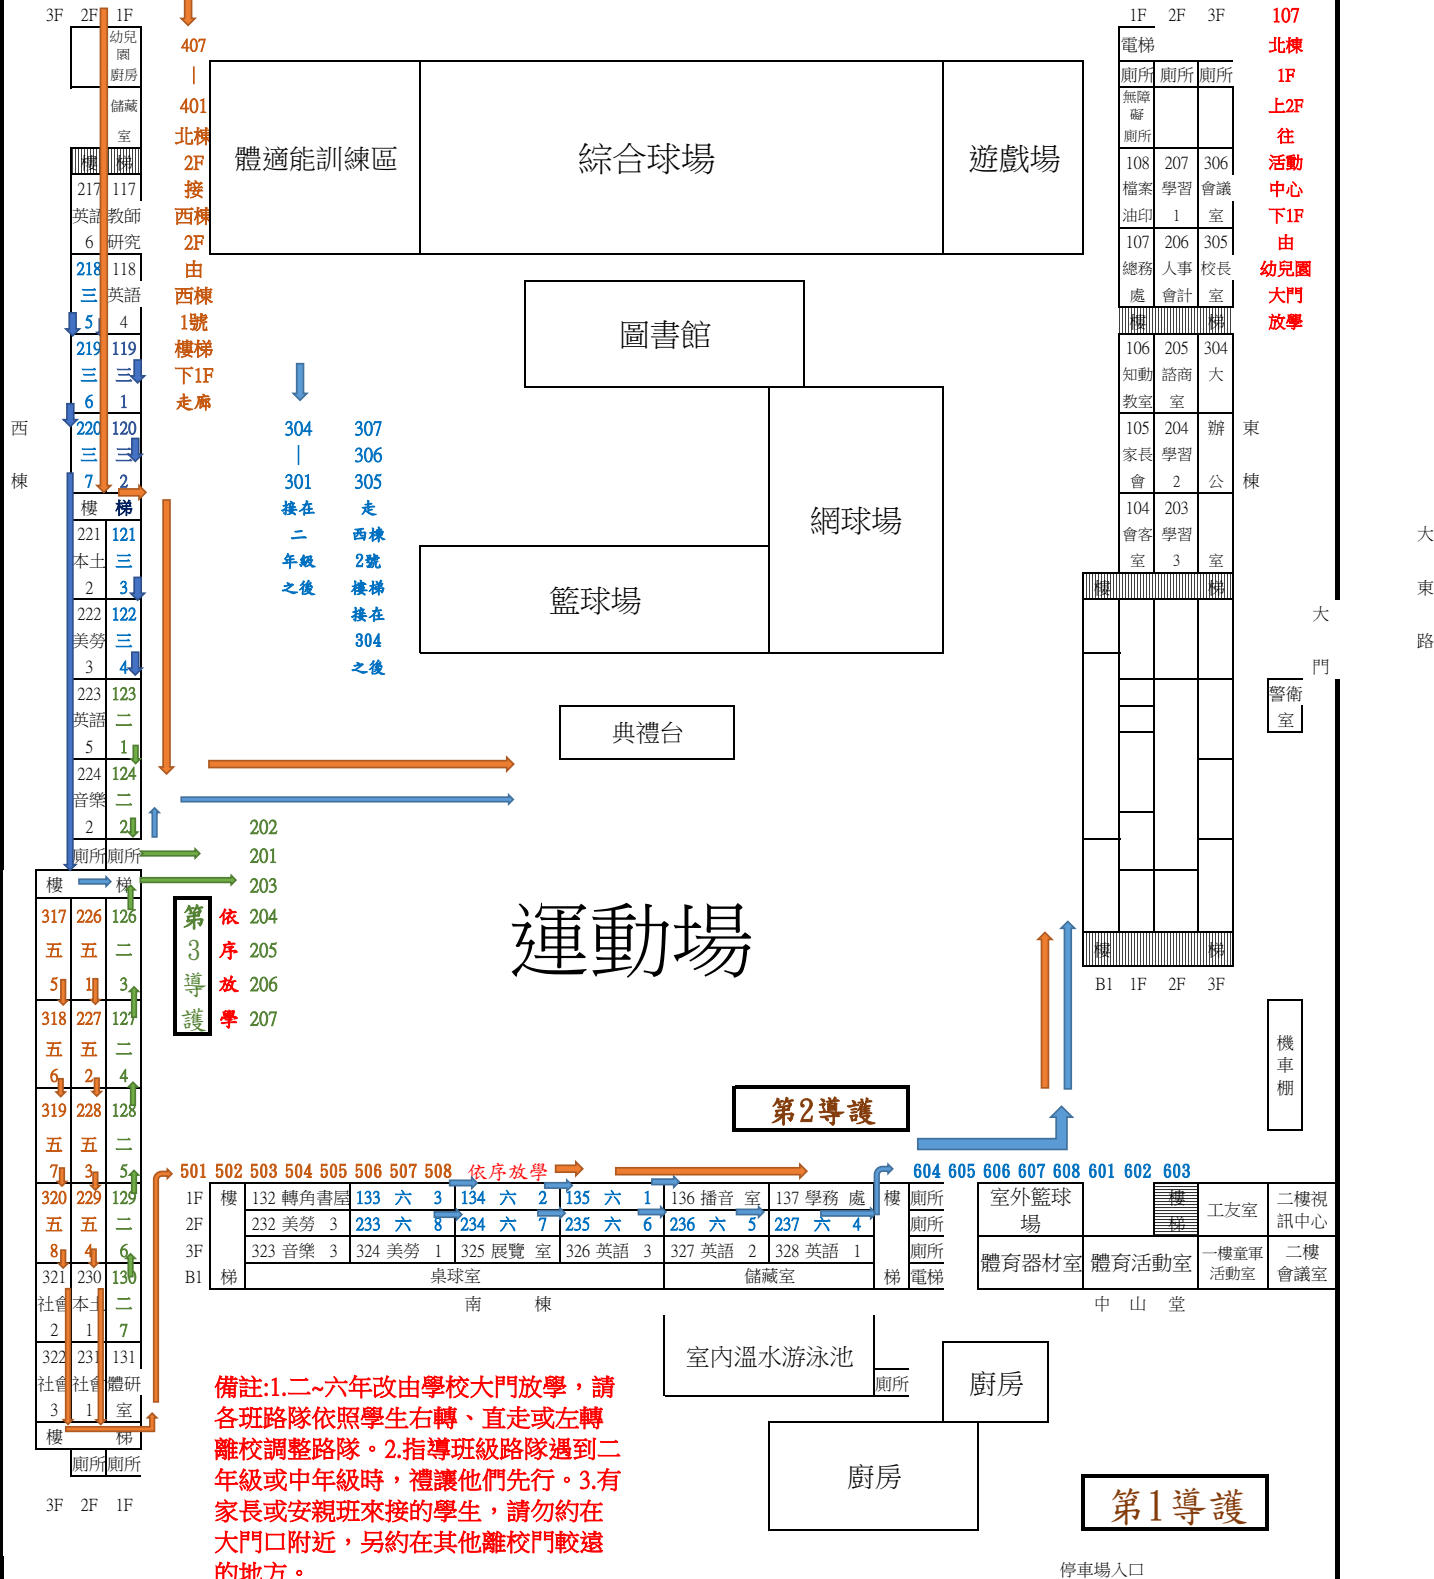 3F 2F 1F
幼兒
園
廚房
儲藏
室
樓 梯
217 117
英語 教師
6 研究
218 118
三 英語
5 4
219 119
三 三
6 1
220 120
三 三
7 2
樓 梯
221 121
本土 三
2 3
222 122
美勞 三
3 4
223 123
英語 二
5 1
224 124
音樂 二
2 2
廁所 廁所
樓 梯
317 226 126
五 五 二
5 1 3
318 227 127
五 五 二
6 2 4
319 228 128
五 五 二
7 3 5
320 229 129
五 五 二
8 4 6
321 230 130
社會 本土 二
2 1 7
322 231 131
社會 社會 體研
3 1 室
樓 梯
廁所 廁所
3F 2F 1F
西
棟
407
|
401
北棟
2F
接
西棟
2F
由
西棟
1號
樓梯
下1F
走廊
體適能訓練區
綜合球場
遊戲場
圖書館
網球場
籃球場
典禮台
運動場
304
|
301
接在
二
年級
之後
307
306
305
走
西棟
2號
樓梯
接在
304
之後
202
201
203
204
205
206
207
依
序
放
學
第
3
導
護
1F 2F 3F
電梯
廁所 廁所 廁所
無障
礙
廁所
108 207 306
檔案 學習 會議
油印 1 室
107 206 305
總務 人事 校長
處 會計 室
樓 梯
106 205 304
知動 諮商 大
教室 室
105 204 辦
家長 學習
會 2 公
104 203
會客 學習
室 3 室
樓 梯
樓 梯
B1 1F 2F 3F
東
棟
107
北棟
1F
上2F
往
活動
中心
下1F
由
幼兒園
大門
放學
大
門
大
東
路
警衛
室
機
車
棚
第2導護
501 502 503 504 505 506 507 508 依序放學
604 605 606 607 608 601 602 603
1F 樓 132 轉角書屋 133 六 3 134 六 2 135 六 1 136 播音 室 137 學務 處 樓 廁所
2F 232 美勞 3 233 六 8 234 六 7 235 六 6 236 六 5 237 六 4 廁所
3F 323 音樂 3 324 美勞 1 325 展覽 室 326 英語 3 327 英語 2 328 英語 1 廁所
B1 梯 桌球室 儲藏室 梯 電梯
南 棟
室外籃球
場
樓
梯
工友室
二樓視
訊中心
體育器材室
體育活動室
一樓童軍
活動室
二樓
會議室
中 山 堂
室內溫水游泳池
廁所
廚房
廚房
備註:1.二~六年改由學校大門放學，請
各班路隊依照學生右轉、直走或左轉
離校調整路隊。2.指導班級路隊遇到二
年級或中年級時，禮讓他們先行。3.有
家長或安親班來接的學生，請勿約在
大門口附近，另約在其他離校門較遠
的地方。
第1導護
停車場入口